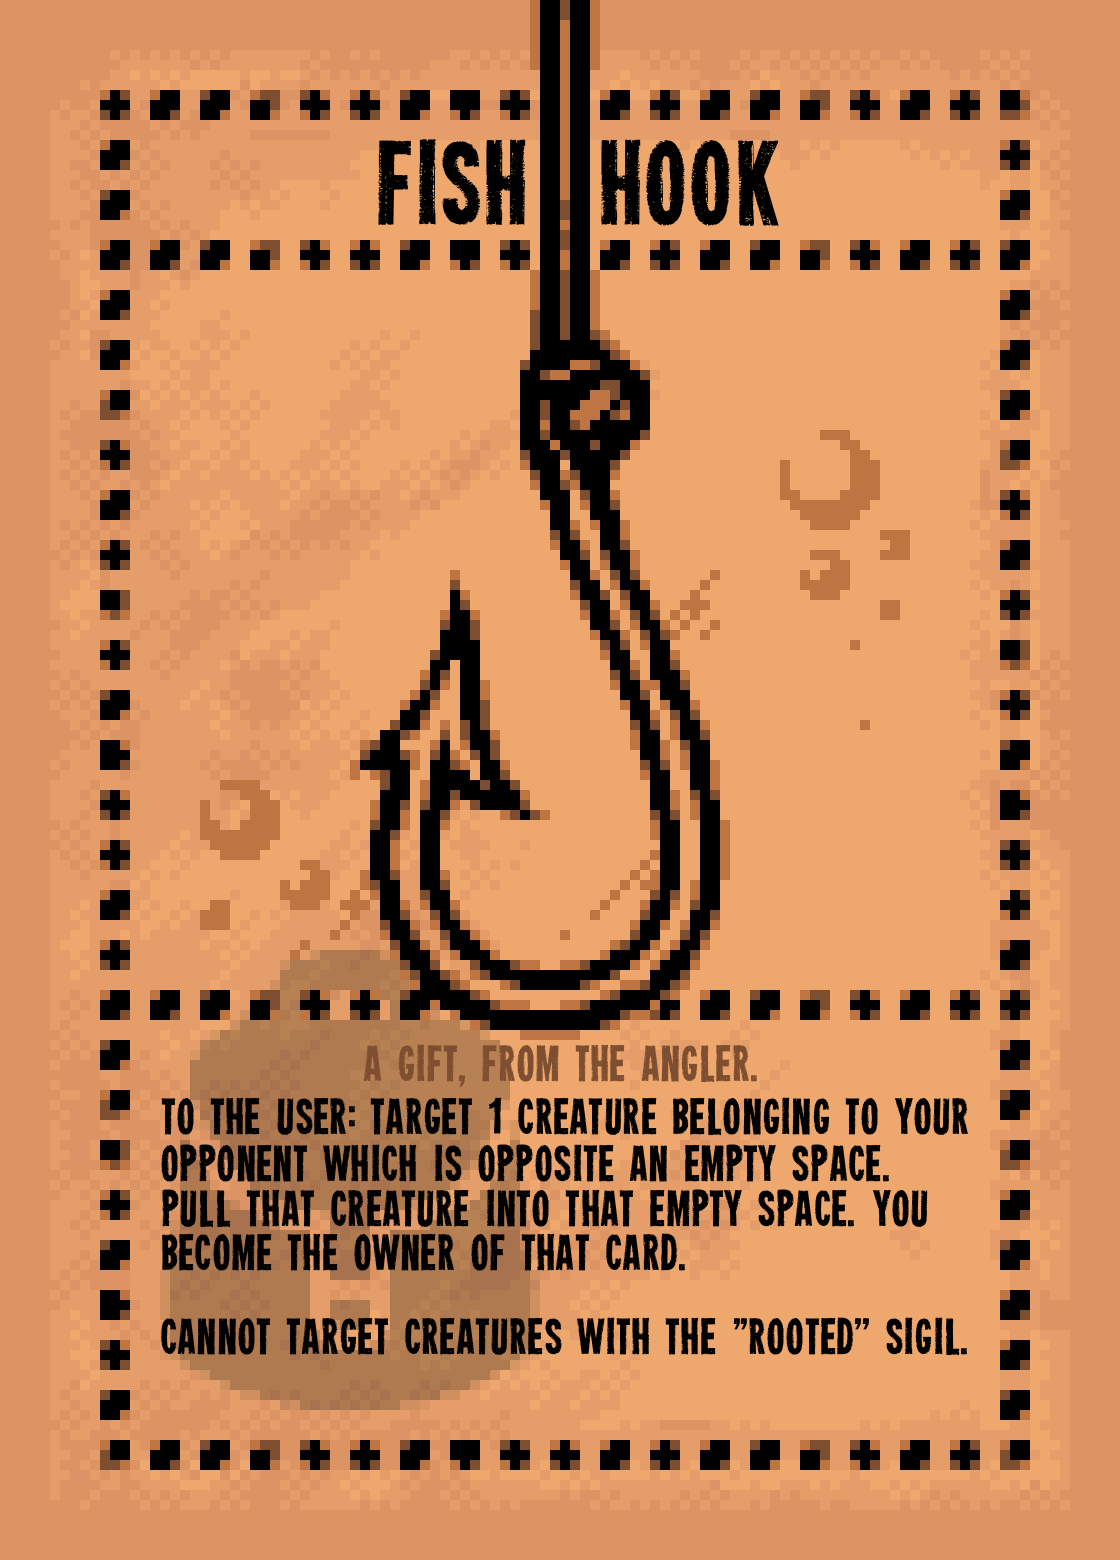 FISH HOOK
A GIFT, FROM THE ANGLER.
TO THE USER: TARGET 1 CREATURE BELONGING TO YOUR
OPPONENT WHICH IS OPPOSITE AN EMPTY SPACE.
PULL THAT CREATURE INTO THAT EMPTY SPACE. YOU
BECOME THE OWNER OF THAT CARD.
CANNOT TARGET CREATURES WITH THE "ROOTED" SIGIL.